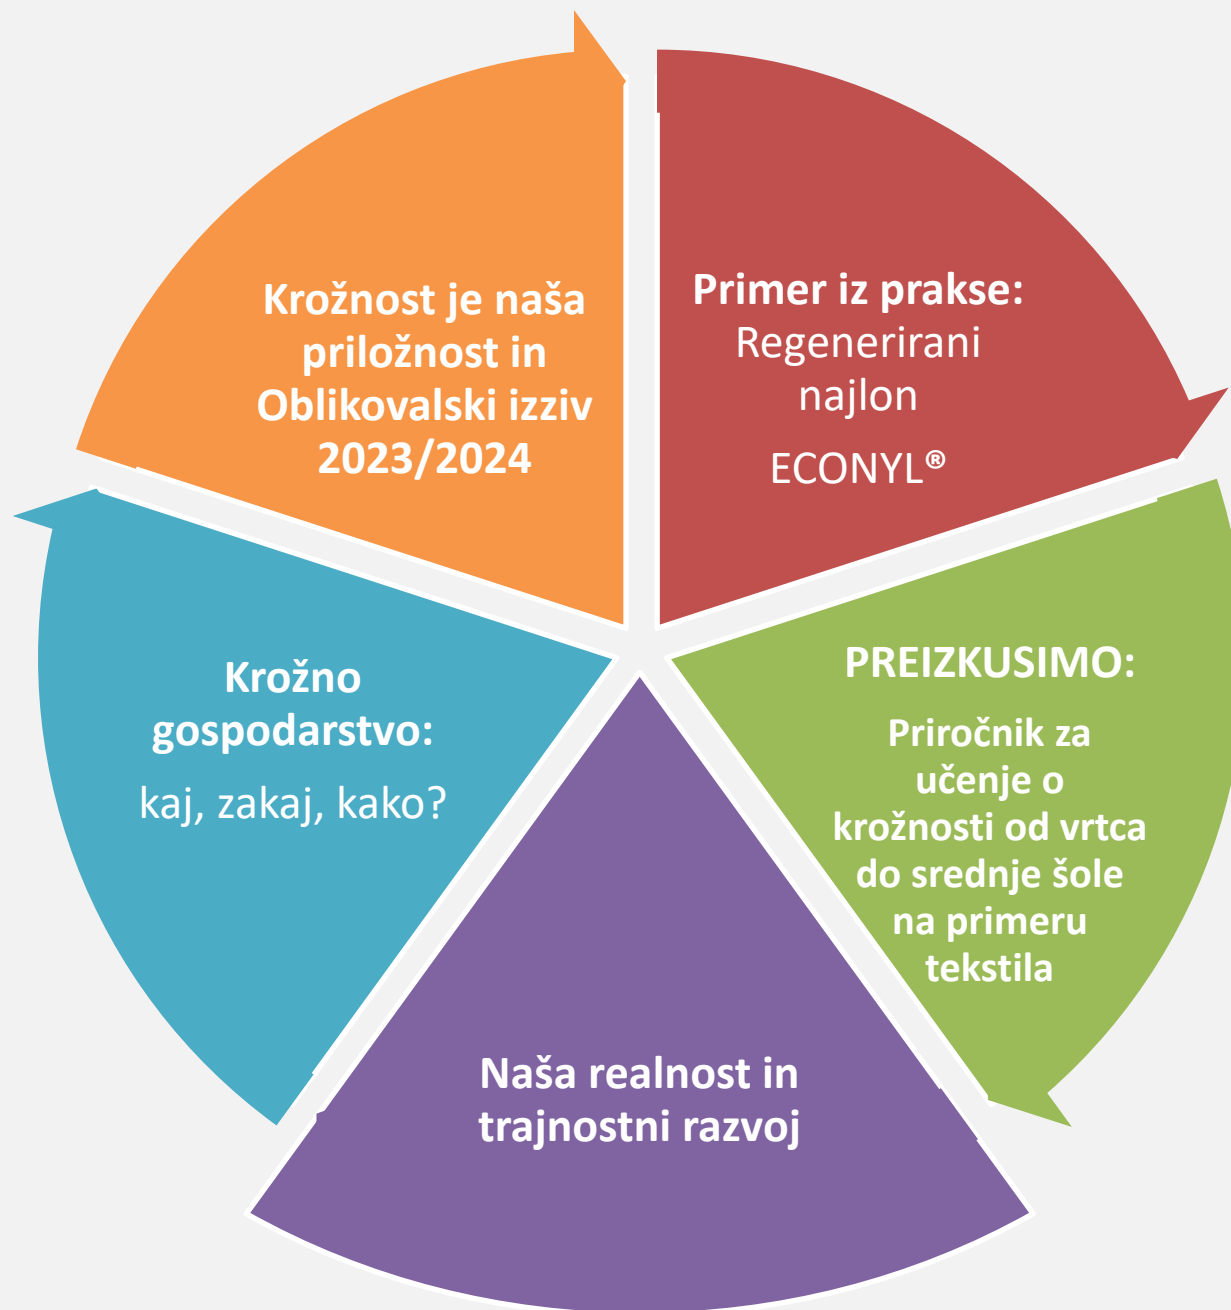 Krožnost je naša
priložnost in
Oblikovalski izziv
2023/2024
Primer iz prakse:
Regenerirani
najlon
ECONYL®
PREIZKUSIMO:
Priročnik za
učenje o
krožnosti od vrtca
do srednje šole
na primeru
tekstila
Naša realnost in
trajnostni razvoj
Krožno
gospodarstvo:
kaj, zakaj, kako?